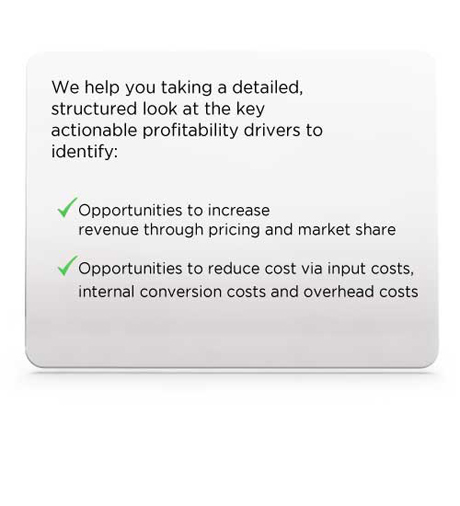 We help you taking a detailed,
structured look at the key
actionable profitability drivers to
identify:
Opportunities to increase
revenue through pricing and market share
Opportunities to reduce cost via input costs,
internal conversion costs and overhead costs